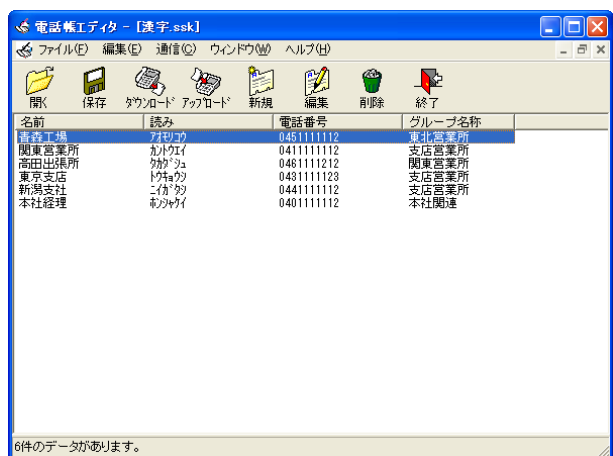 電話帳エディタ - [漢字.ssk]
ファイル(F) 編集(E) 通信(C) ウィンドウ(W) ヘルプ(H)
開く 保存 ダウンロード アップロード 新規 編集 削除 終了
名前 読み 電話番号 グループ名称
青森工場 アオモリコウ 0451111112 東北営業所
関東営業所 カントウエイ 0411111112 支店営業所
高田出張所 タカダシュ 0461111212 関東営業所
東京支店 トウキョウシ 0431111123 支店営業所
新潟支社 ニイガタシ 0441111112 支店営業所
本社経理 ホンシャケイ 0401111112 本社関連
6件のデータがあります。